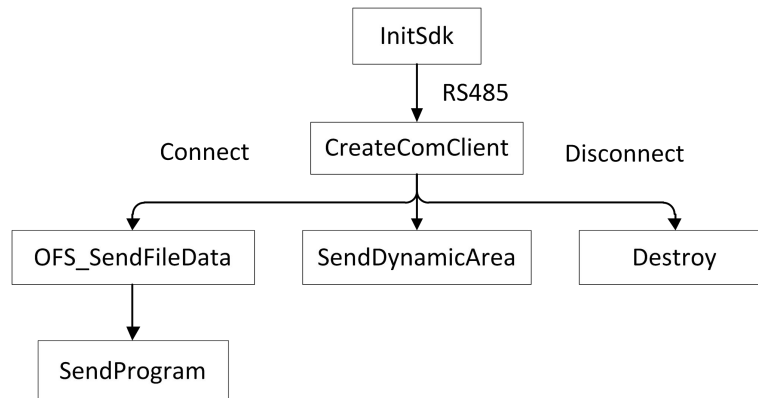 InitSdk
RS485
CreateComClient
Connect
Disconnect
OFS_SendFileData
SendDynamicArea
Destroy
SendProgram